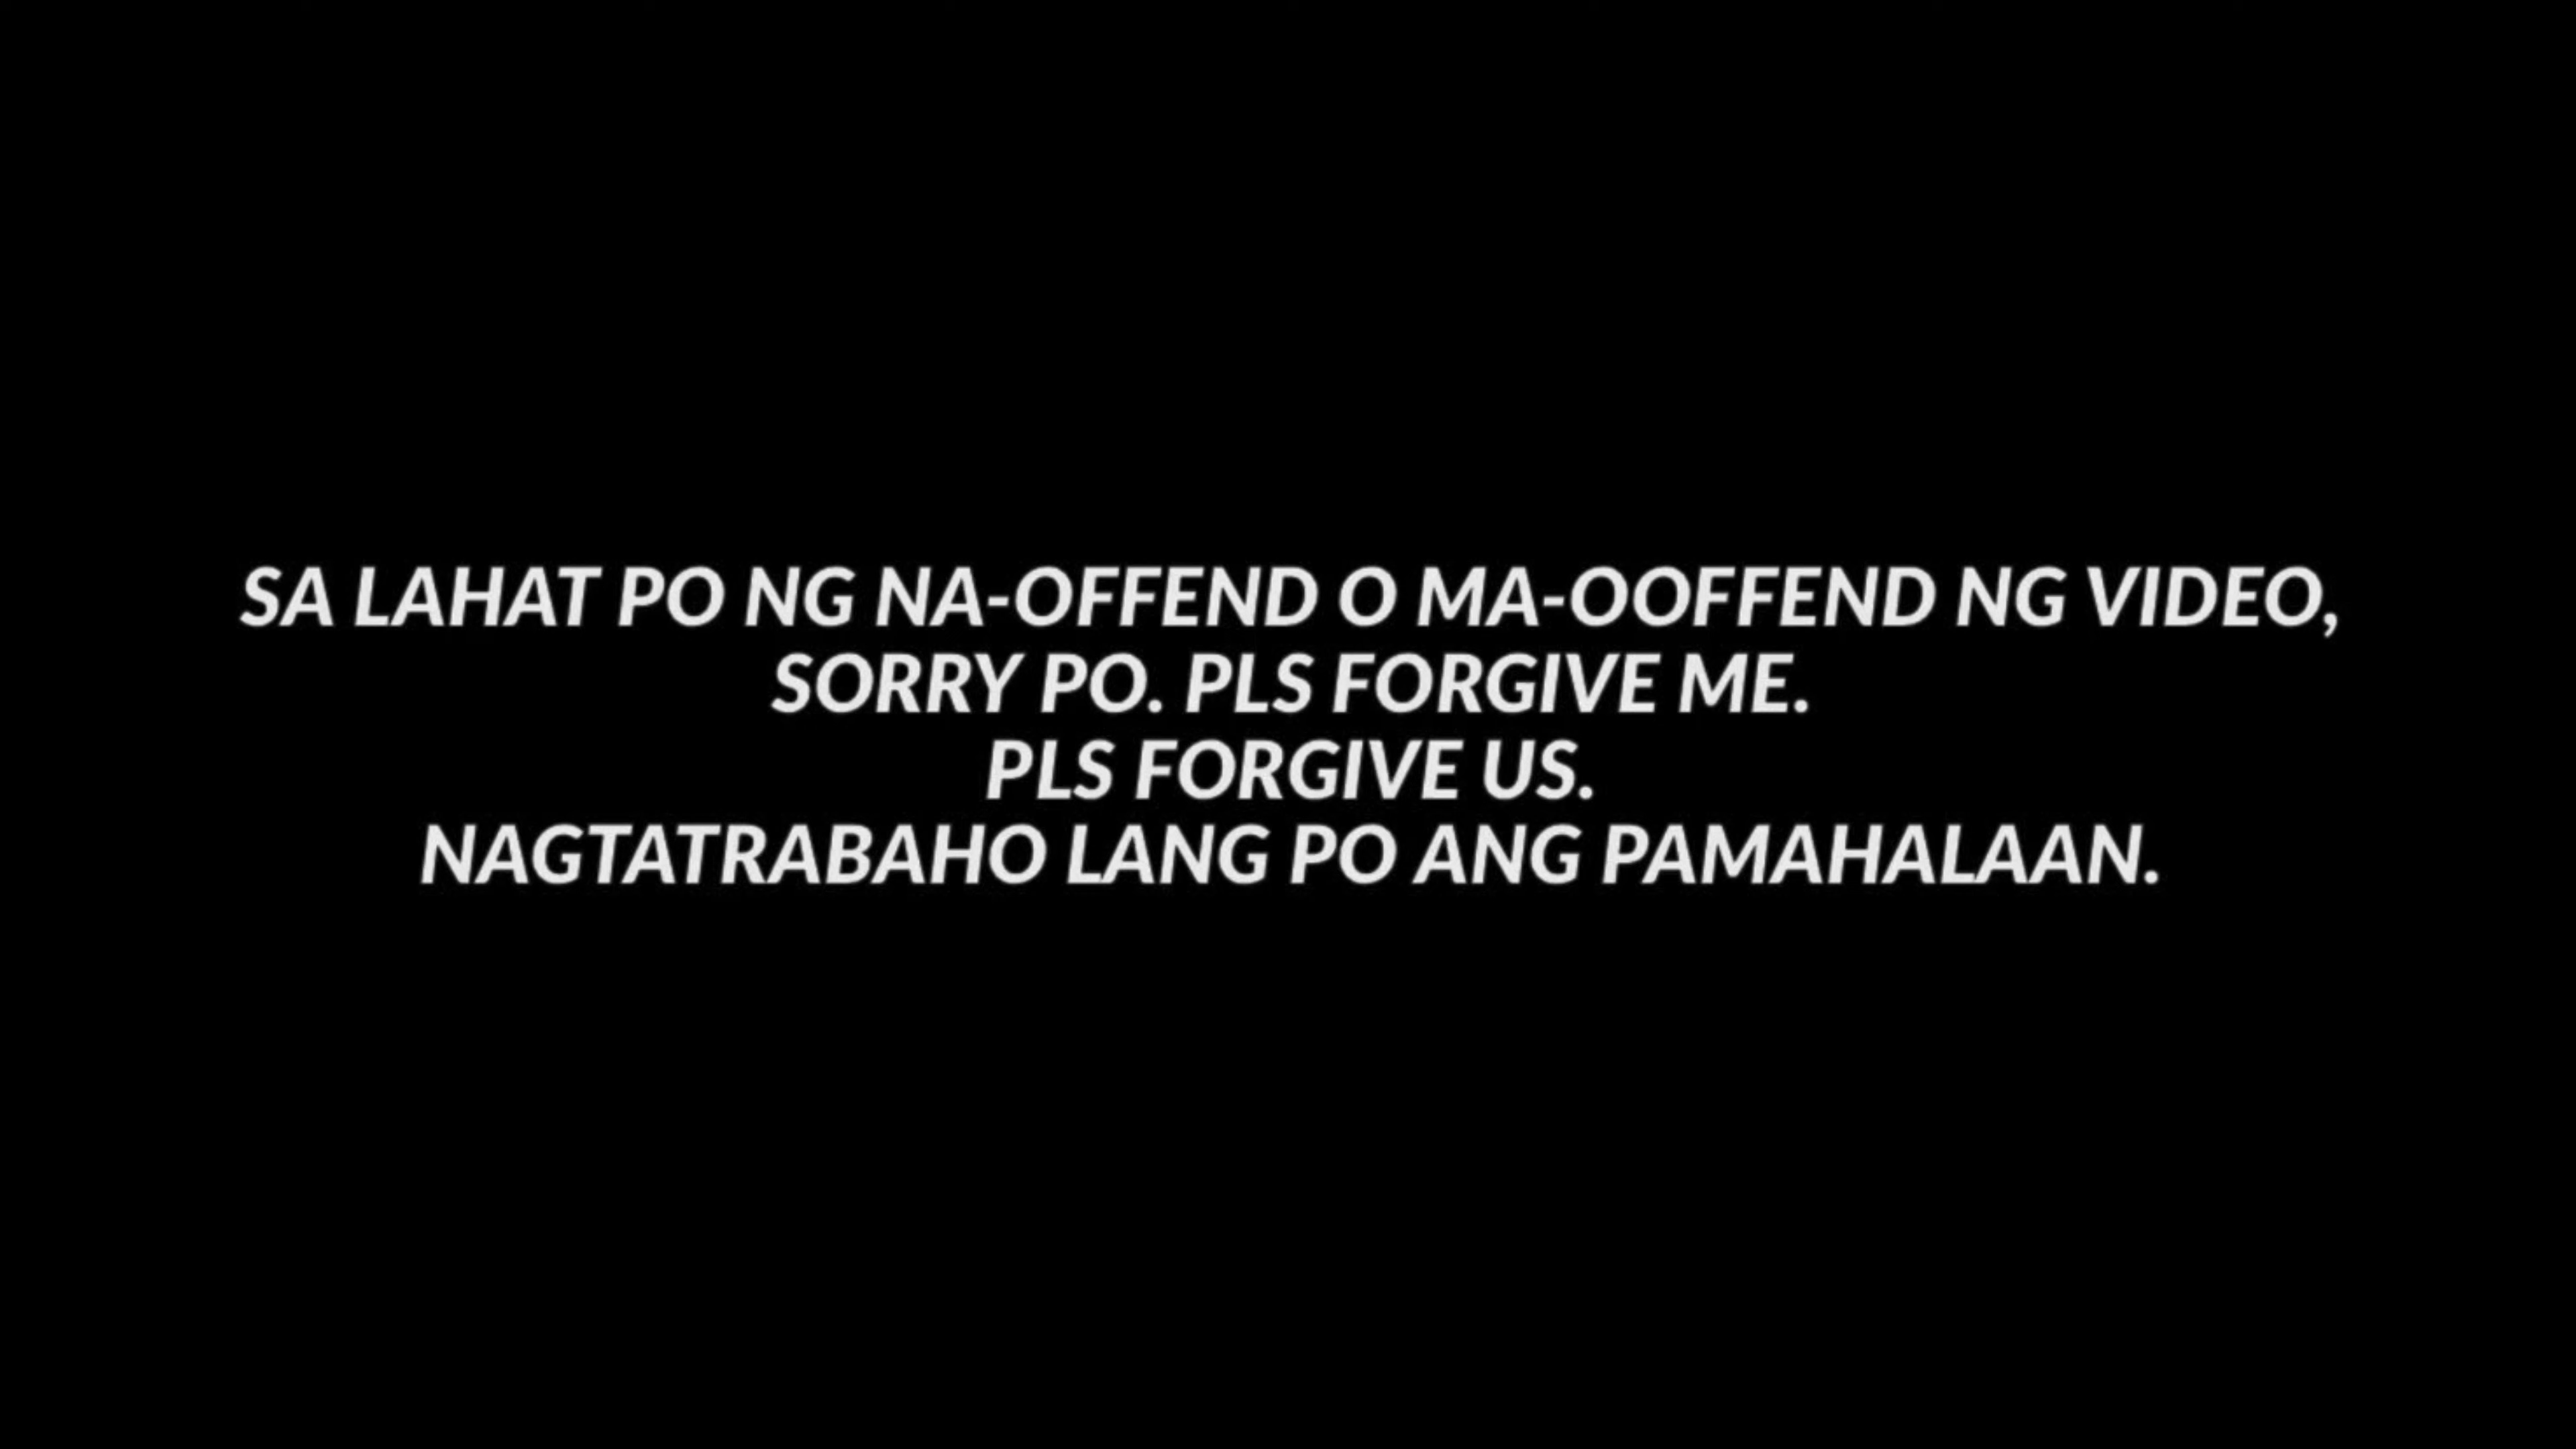 SA LAHAT PO NG NA-OFFEND O MA-OOFFEND NG VIDEO,
SORRY PO. PLS FORGIVE ME.
PLS FORGIVE US.
NAGTATRABAHO LANG PO ANG PAMAHALAAN.